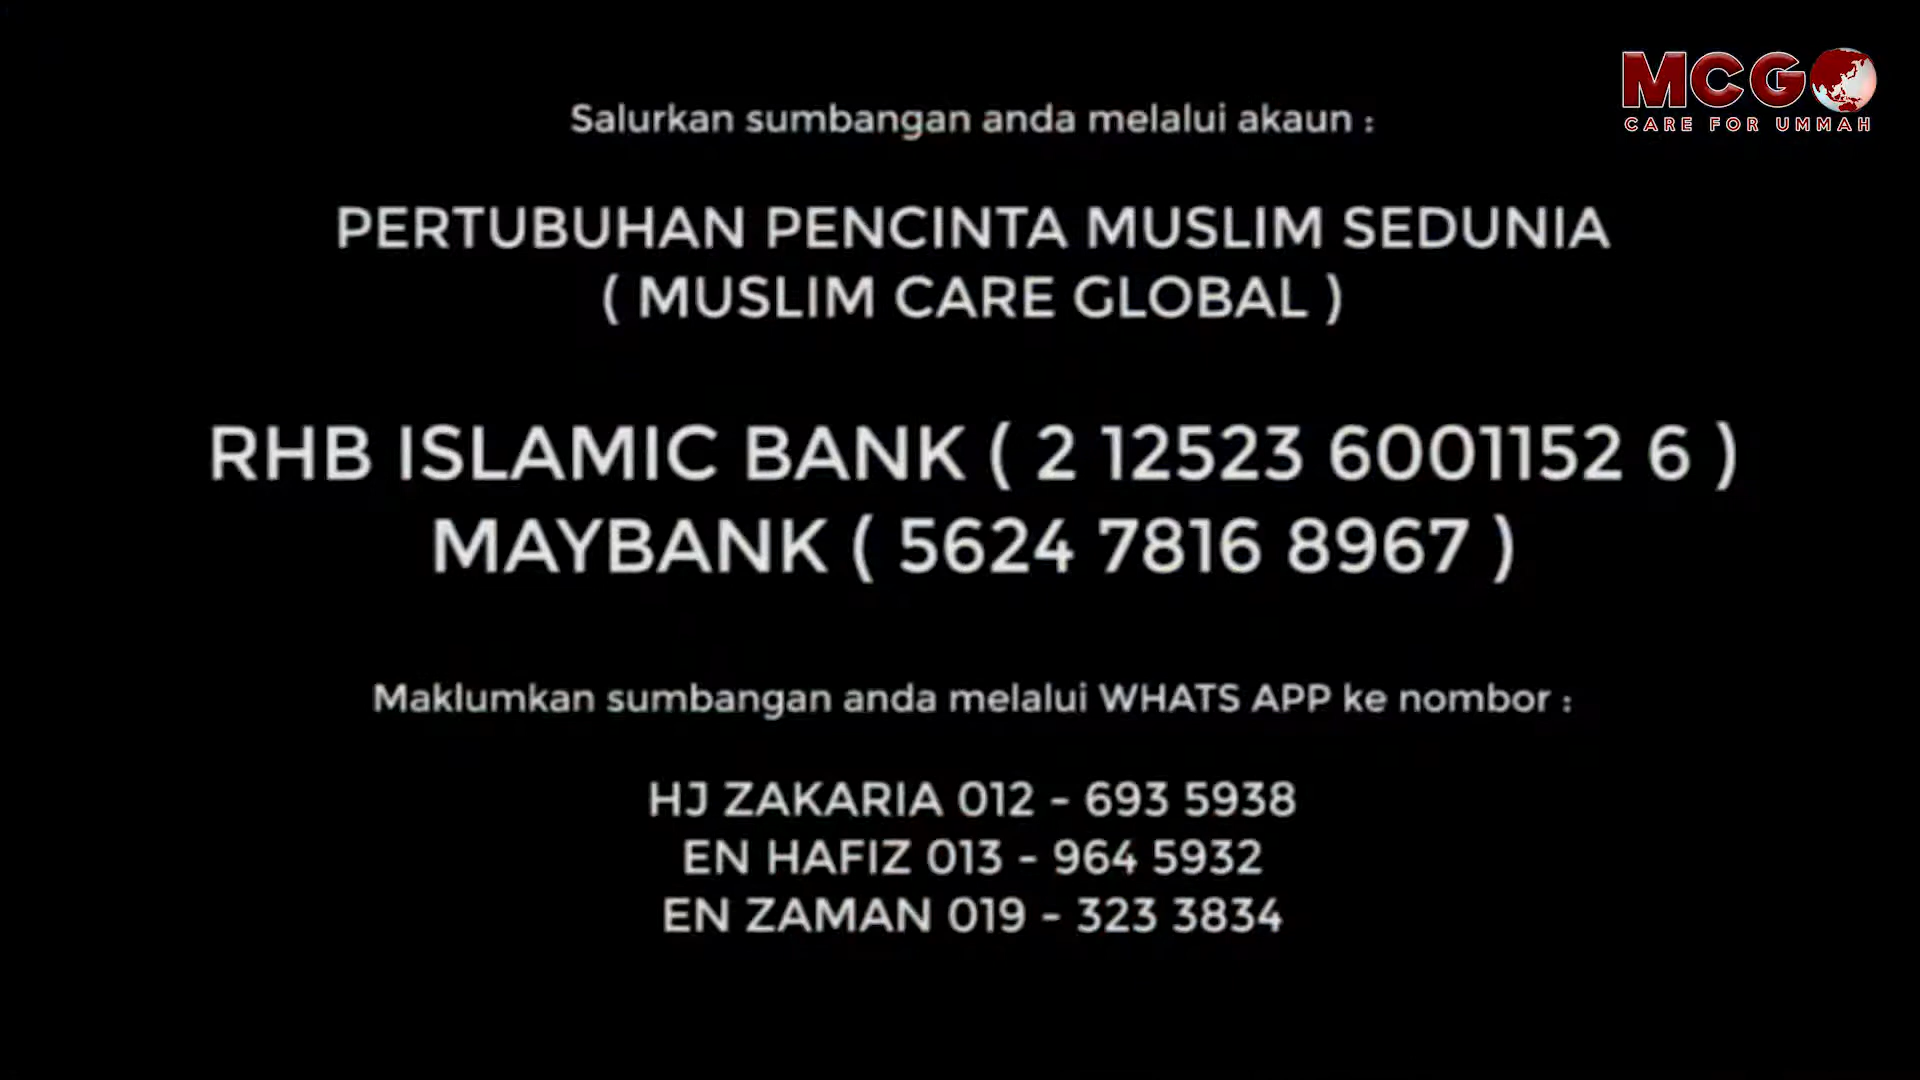 MCGO
CARE FOR UMMAH
Salurkan sumbangan anda melalui akaun :
PERTUBUHAN PENCINTA MUSLIM SEDUNIA
( MUSLIM CARE GLOBAL )
RHB ISLAMIC BANK ( 2 12523 6001152 6 )
MAYBANK ( 5624 7816 8967 )
Maklumkan sumbangan anda melalui WHATS APP ke nombor :
HJ ZAKARIA 012 - 693 5938
EN HAFIZ 013 - 964 5932
EN ZAMAN 019 - 323 3834